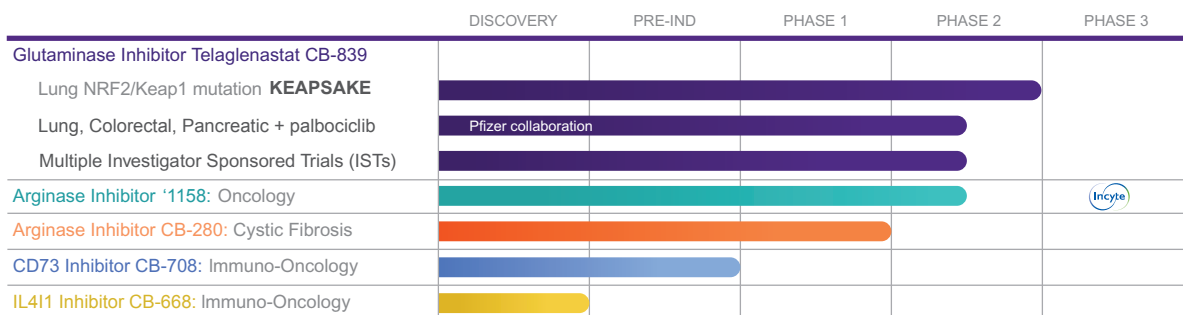 DISCOVERY PRE-IND PHASE 1 PHASE 2 PHASE 3
Glutaminase Inhibitor Telaglenastat CB-839
Lung NRF2/Keap1 mutation KEAPSAKE
Lung, Colorectal, Pancreatic + palbociclib Pfizer collaboration
Multiple Investigator Sponsored Trials (ISTs)
Arginase Inhibitor ‘1158: Oncology Incyte
Arginase Inhibitor CB-280: Cystic Fibrosis
CD73 Inhibitor CB-708: Immuno-Oncology
IL4I1 Inhibitor CB-668: Immuno-Oncology